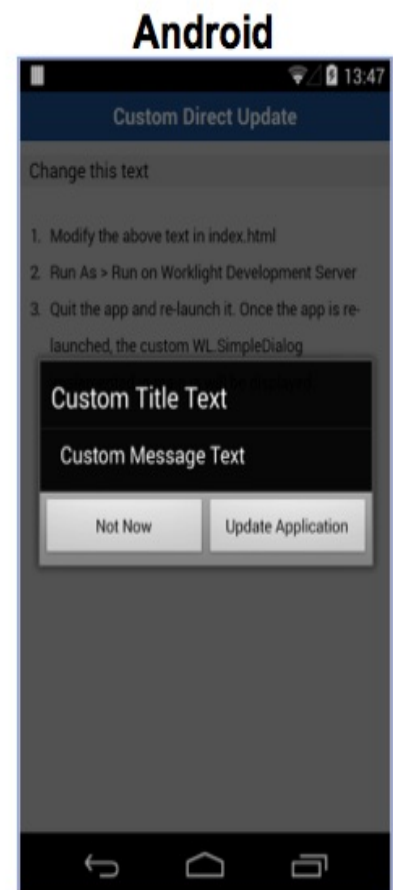 Android
13:47
Custom Direct Update
Change this text
1. Modify the above text in index.html
2. Run As > Run on Worklight Development Server
3. Quit the app and re-launch it. Once the app is re-
launched, the custom WL.SimpleDialog
Custom Title Text
Custom Message Text
Not Now
Update Application